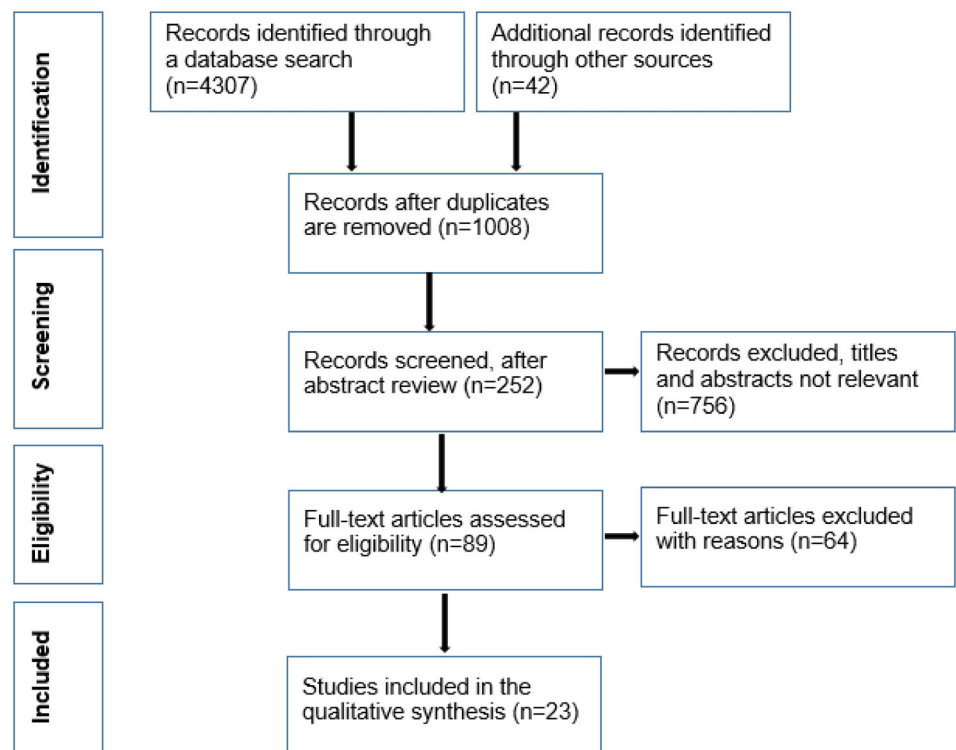 Identification
Records identified through
a database search
(n=4307)
Additional records identified
through other sources
(n=42)
Records after duplicates
are removed (n=1008)
Screening
Records screened, after
abstract review (n=252)
Records excluded, titles
and abstracts not relevant
(n=756)
Eligibility
Full-text articles assessed
for eligibility (n=89)
Full-text articles excluded
with reasons (n=64)
Included
Studies included in the
qualitative synthesis (n=23)